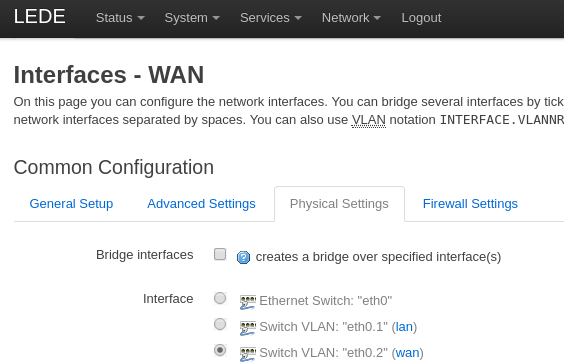 LEDE Status System Services Network Logout
Interfaces - WAN
On this page you can configure the network interfaces. You can bridge several interfaces by tick
network interfaces separated by spaces. You can also use VLAN notation INTERFACE.VLANNR
Common Configuration
General Setup Advanced Settings Physical Settings Firewall Settings
Bridge interfaces ? creates a bridge over specified interface(s)
Interface Ethernet Switch: "eth0"
Switch VLAN: "eth0.1" (lan)
Switch VLAN: "eth0.2" (wan)